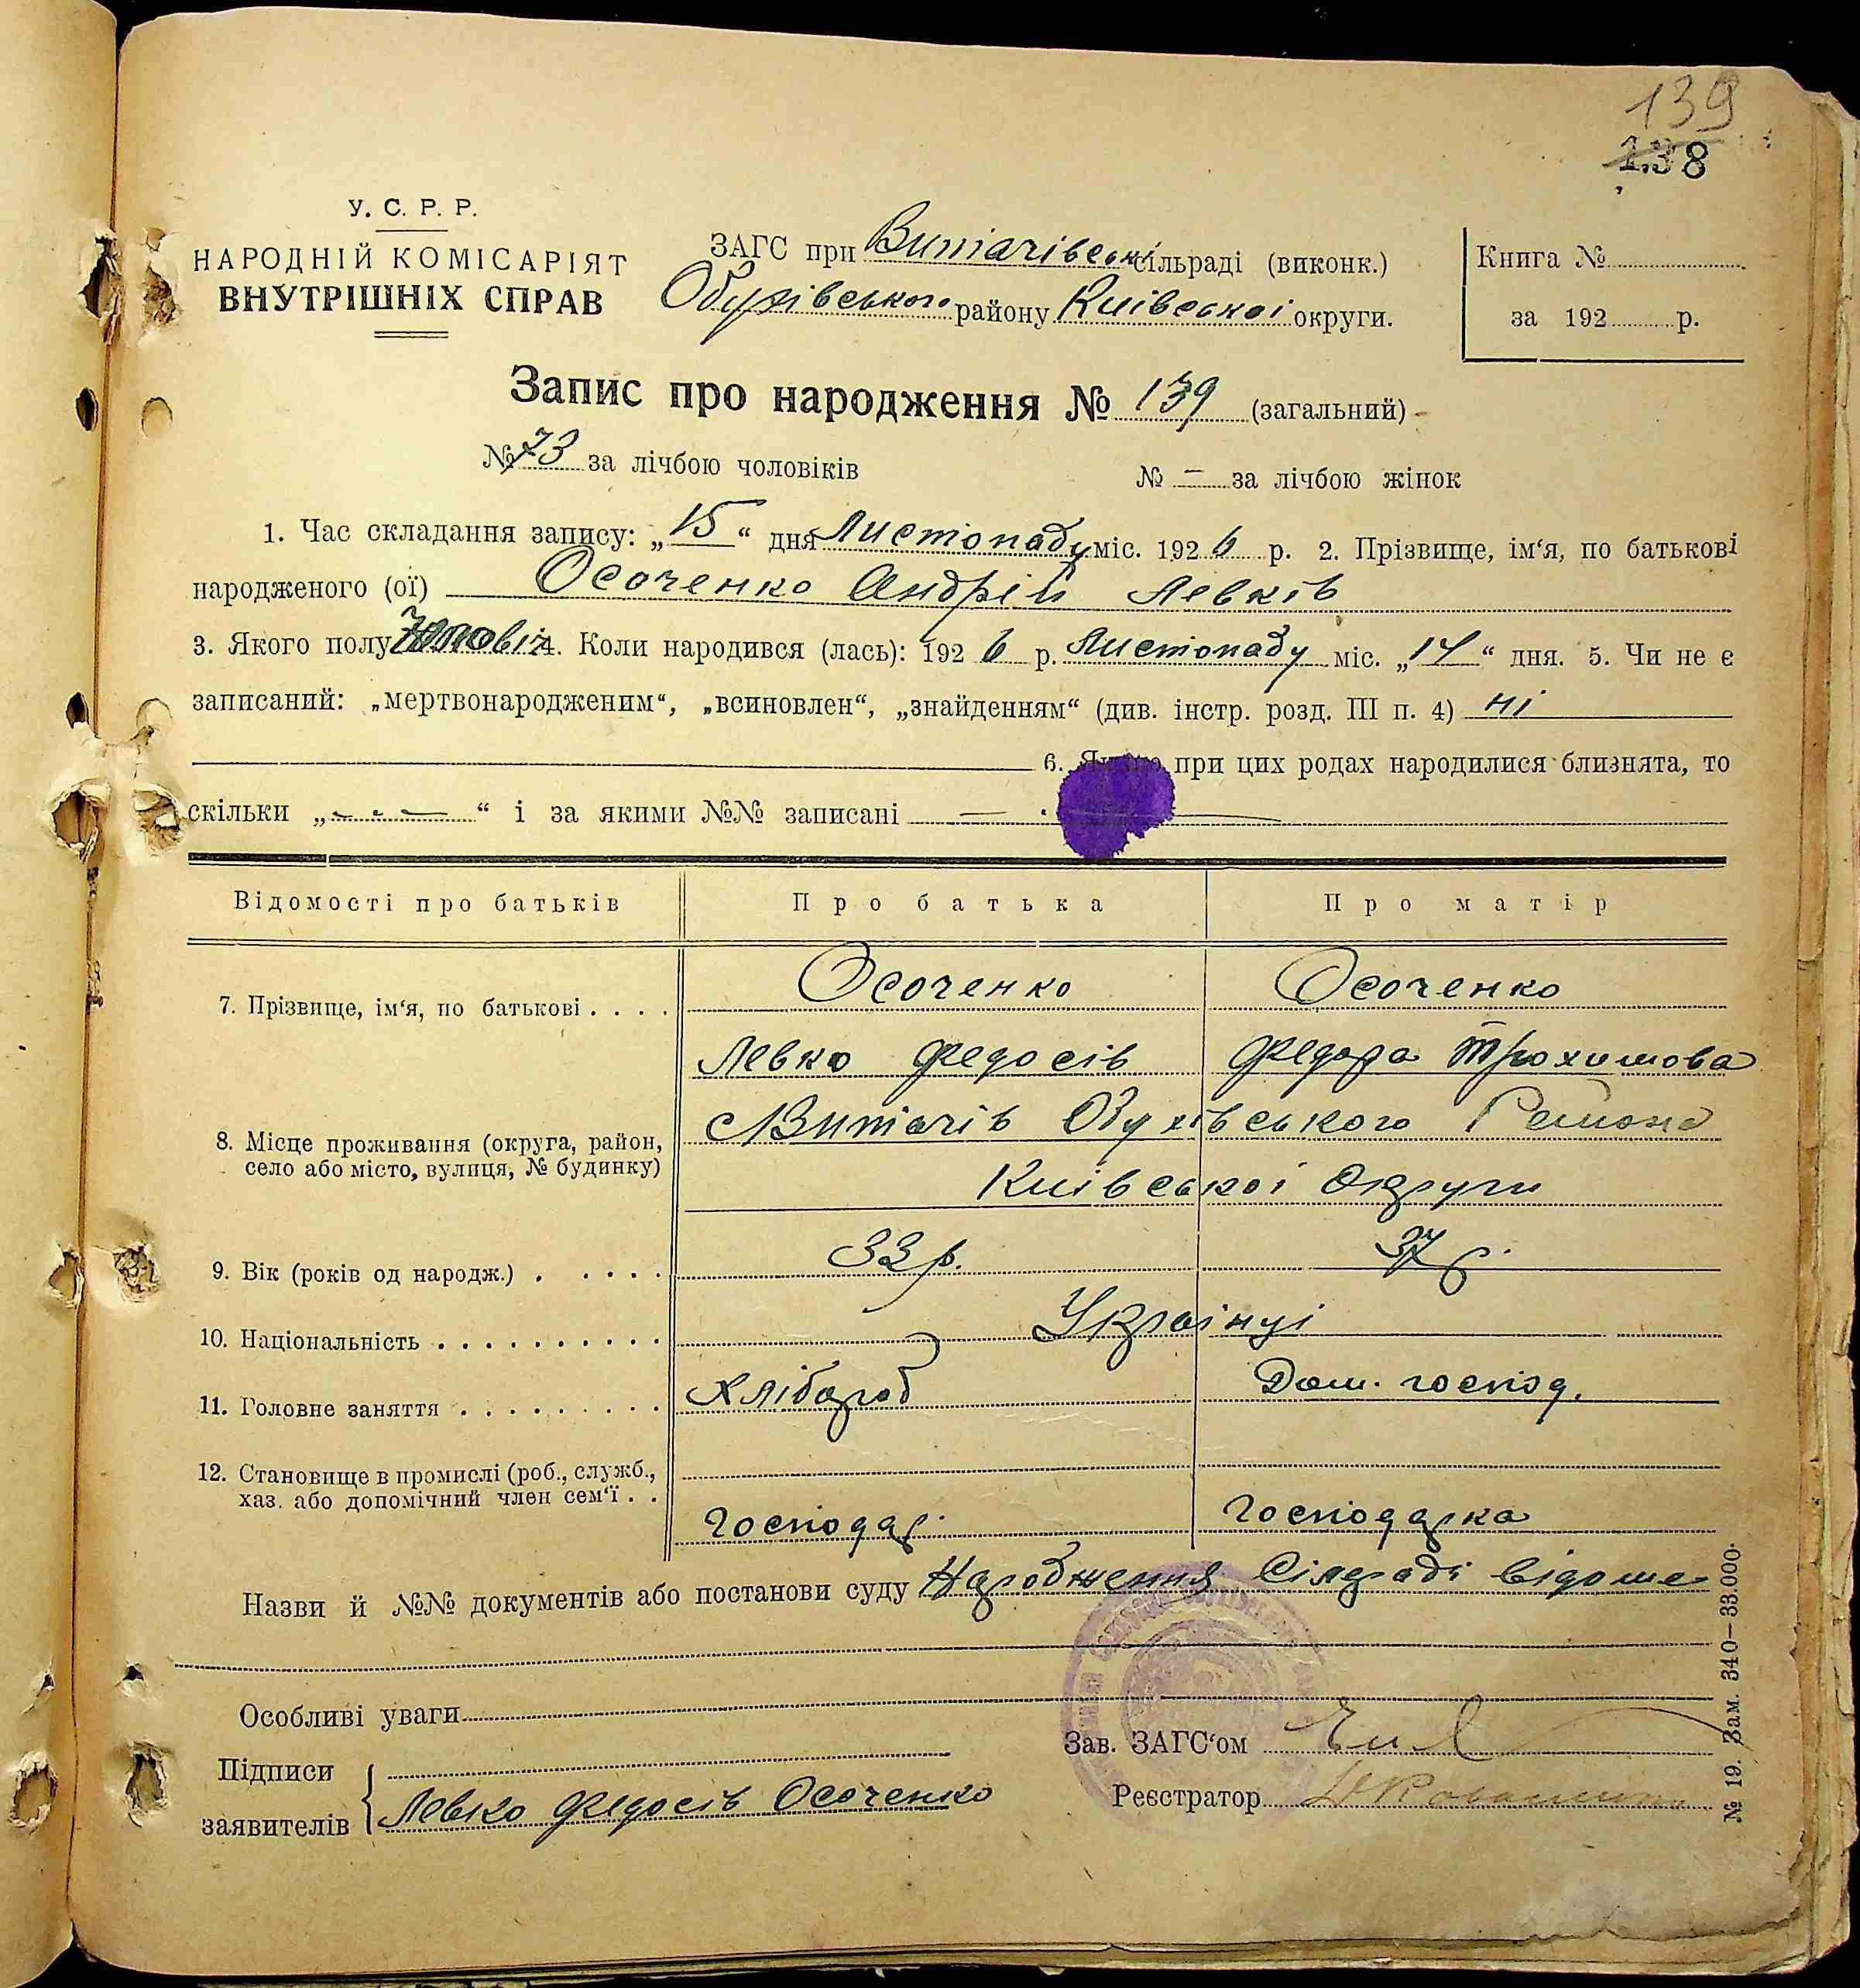 139
138
У. С. Р. Р.
НАРОДНІЙ КОМІСАРІЯТ
ВНУТРІШНІХ СПРАВ
ЗАГС при Витачівськ сільраді (виконк.)
Обухівського району Київської округи.
Книга №
за 192 р.
Запис про народження № 139 (загальний)
№ 73 за лічбою чоловіків № — за лічбою жінок
1. Час складання запису: „15“ дня Листопаду міс. 1926 р. 2. Прізвище, ім‘я, по батькові
народженого (ої) Осоченко Андрій Левків
3. Якого полу 4. Коли народився (лась): 1926 р. Листопаду міс. „14“ дня. 5. Чи не є
записаний: „мертвонародженим“, „всиновлен“, „знайденням“ (див. інстр. розд. III п. 4) ні
6. Якщо при цих родах народилися близнята, то
скільки „ — “ і за якими №№ записані —
Відомості про батьків Про батька Про матір
7. Прізвище, ім‘я, по батькові . . . . Осоченко Осоченко
Левко Федосів Федора Трохимова
8. Місце проживання (округа, район, село або місто, вулиця, № будинку) с Витачів Обухівського Району
Київської Округи
9. Вік (років од народж.) . . . . . 33 р. 37 р.
10. Національність . . . . . . . . . . Українці
11. Головне заняття . . . . . . . . . Хлібороб Дом. господ.
12. Становище в промислі (роб., служб.,
хаз. або допомічний член сем‘ї . . Господар Господарка
Назви й №№ документів або постанови суду Народження Сілраді відоме
Особливі уваги
Зав. ЗАГС‘ом
Підписи
заявителів Левко Федосів Осоченко
Реєстратор
№ 19. Зам. 340—33.000.